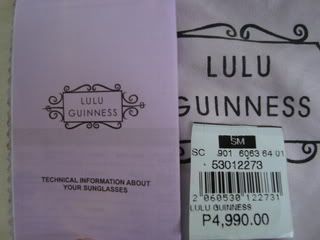 LULU
GUINNESS
TECHNICAL INFORMATION ABOUT
YOUR SUNGLASSES
LULU
GUINNESS
SM
SC .901 6063 64 01
53012273
2 060530 122731
LULU GUINNESS
P4,990.00